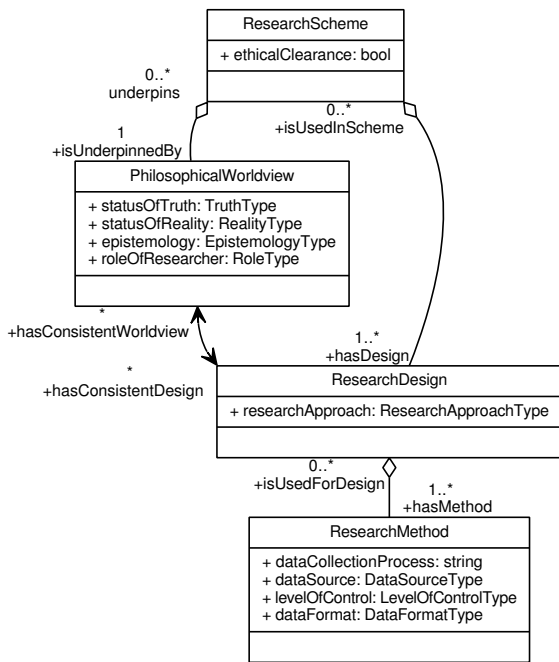 ResearchScheme
+ ethicalClearance: bool
0..*
underpins
0..*
+isUsedInScheme
1
+isUnderpinnedBy
PhilosophicalWorldview
+ statusOfTruth: TruthType
+ statusOfReality: RealityType
+ epistemology: EpistemologyType
+ roleOfResearcher: RoleType
*
+hasConsistentWorldview
1..*
+hasDesign
*
+hasConsistentDesign
ResearchDesign
+ researchApproach: ResearchApproachType
0..*
+isUsedForDesign
1..*
+hasMethod
ResearchMethod
+ dataCollectionProcess: string
+ dataSource: DataSourceType
+ levelOfControl: LevelOfControlType
+ dataFormat: DataFormatType